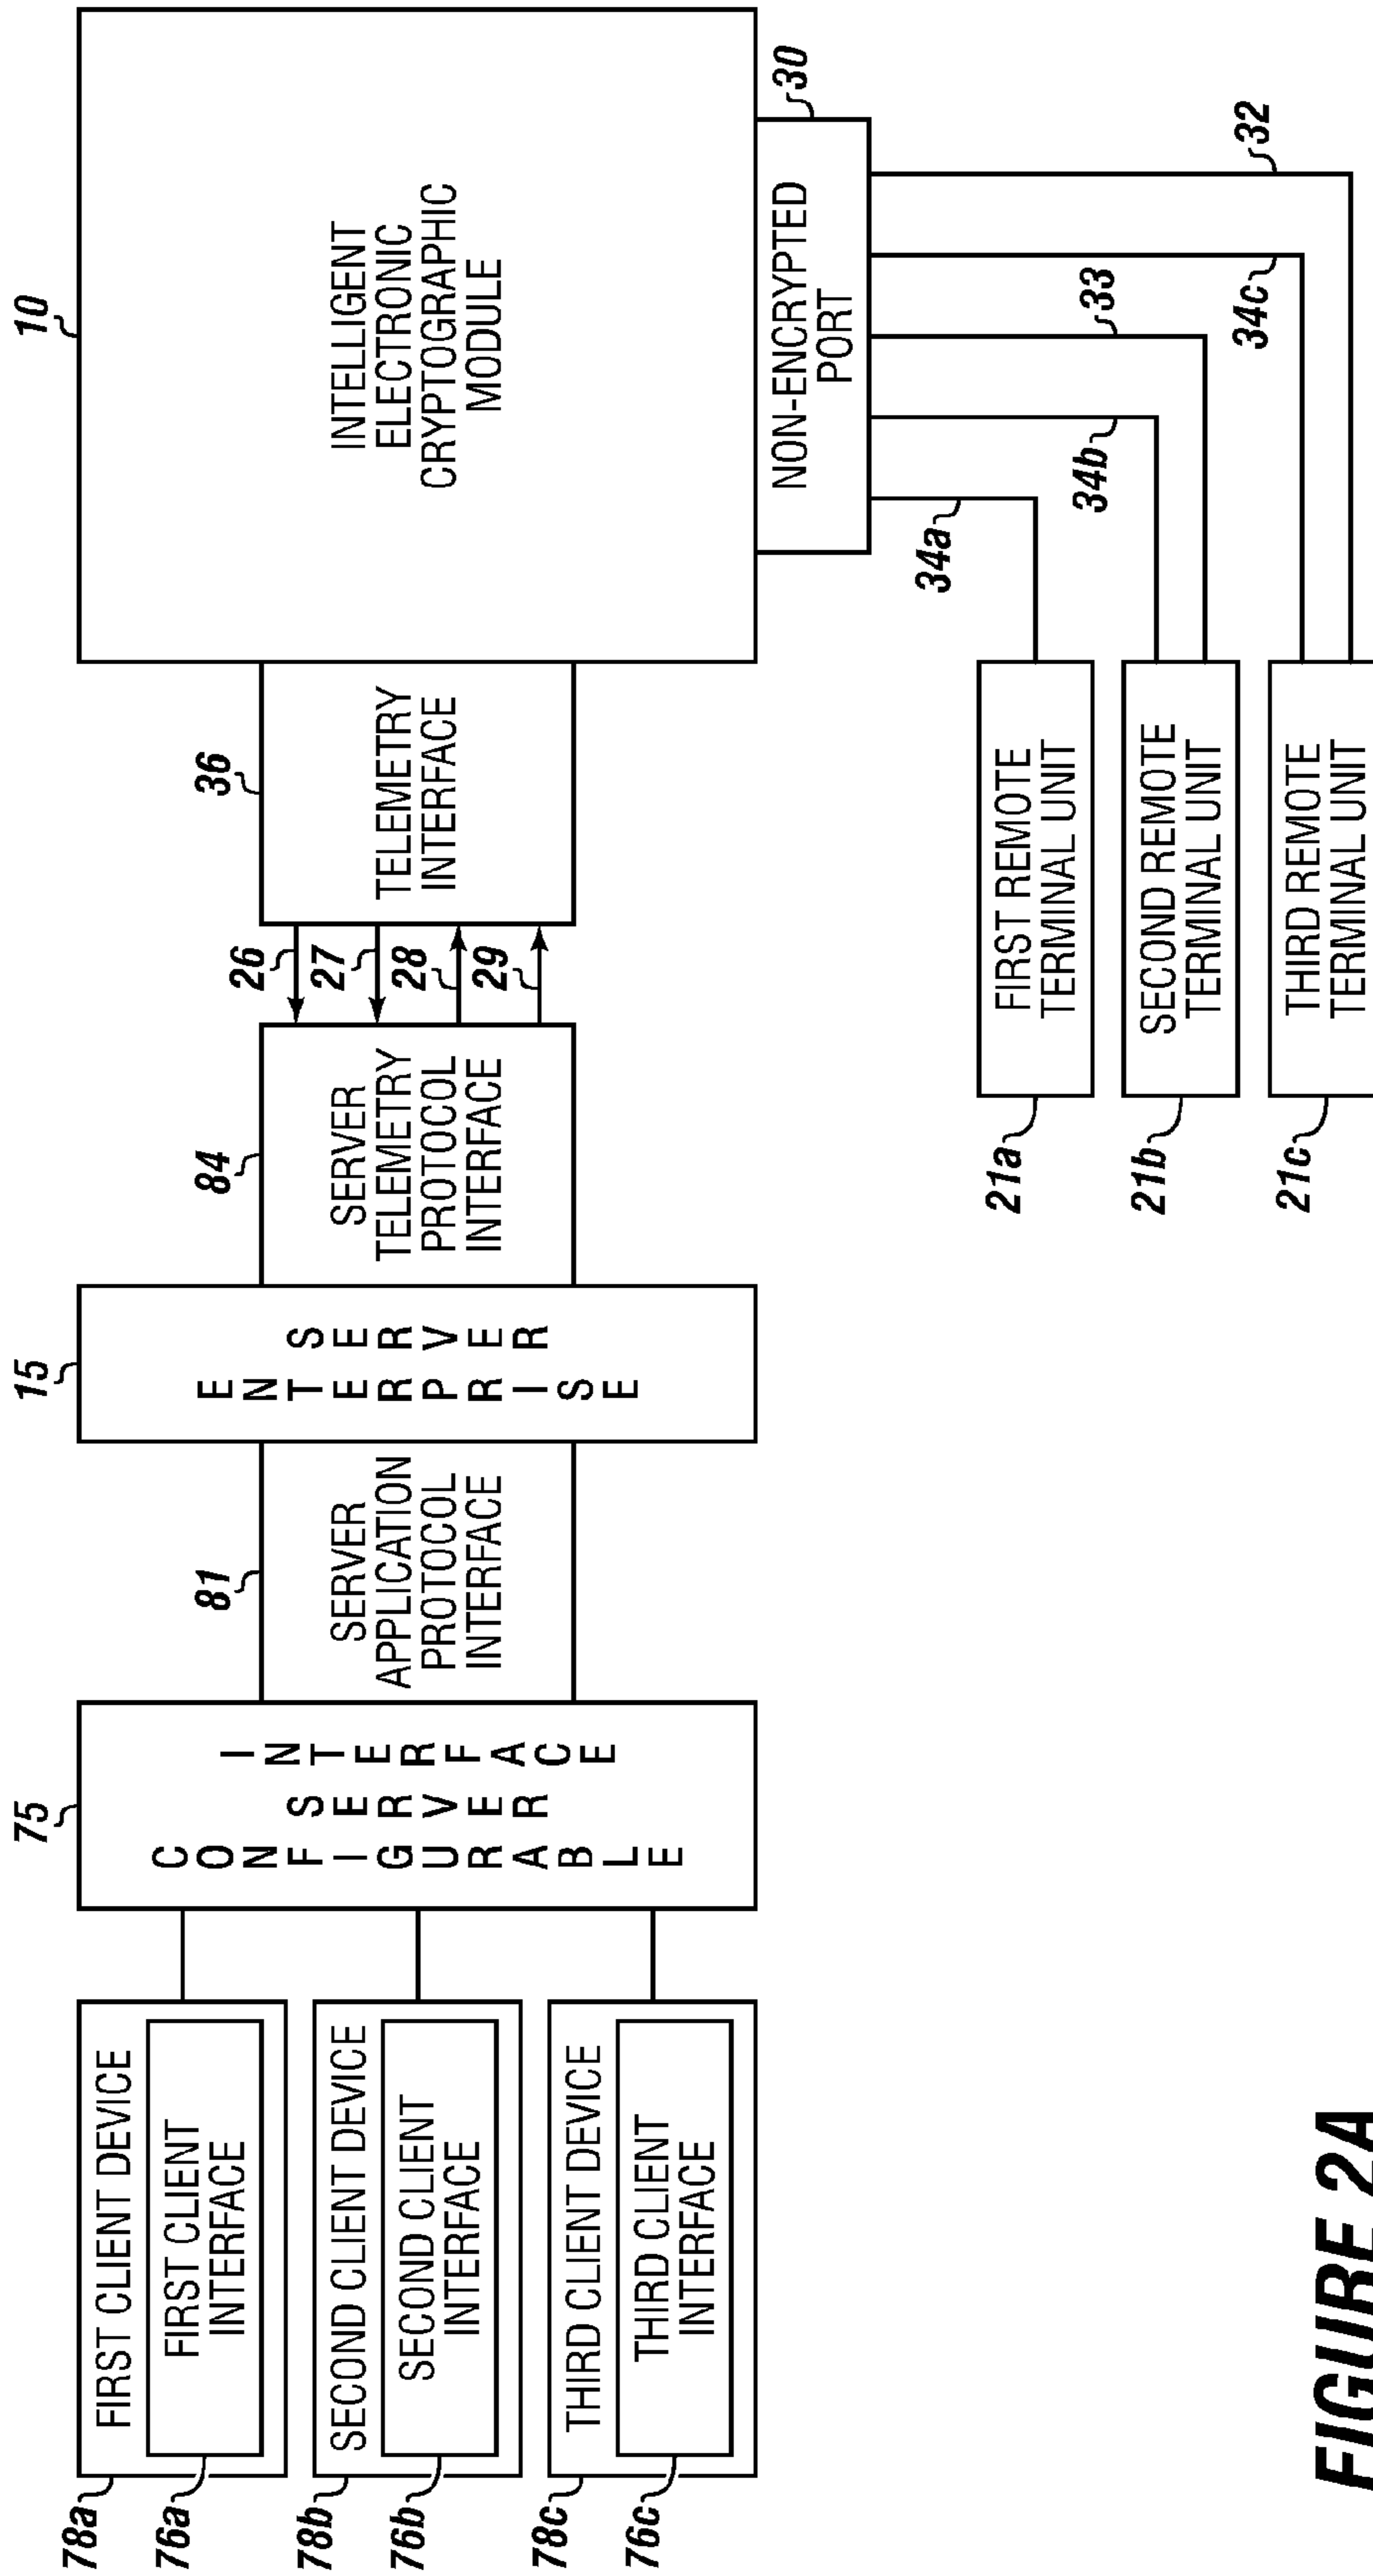 78a
FIRST CLIENT DEVICE
76a
FIRST CLIENT
INTERFACE
78b
SECOND CLIENT DEVICE
76b
SECOND CLIENT
INTERFACE
78c
THIRD CLIENT DEVICE
76c
THIRD CLIENT
INTERFACE
75
CONFIGURABLE
SERVER
INTERFACE
81
SERVER
APPLICATION
PROTOCOL
INTERFACE
15
ENTERPRISE
SERVER
84
SERVER
TELEMETRY
PROTOCOL
INTERFACE
26
27
28
29
36
TELEMETRY
INTERFACE
10
INTELLIGENT
ELECTRONIC
CRYPTOGRAPHIC
MODULE
30
NON-ENCRYPTED
PORT
34a
34b
33
34c
32
21a
FIRST REMOTE
TERMINAL UNIT
21b
SECOND REMOTE
TERMINAL UNIT
21c
THIRD REMOTE
TERMINAL UNIT
FIGURE 2A